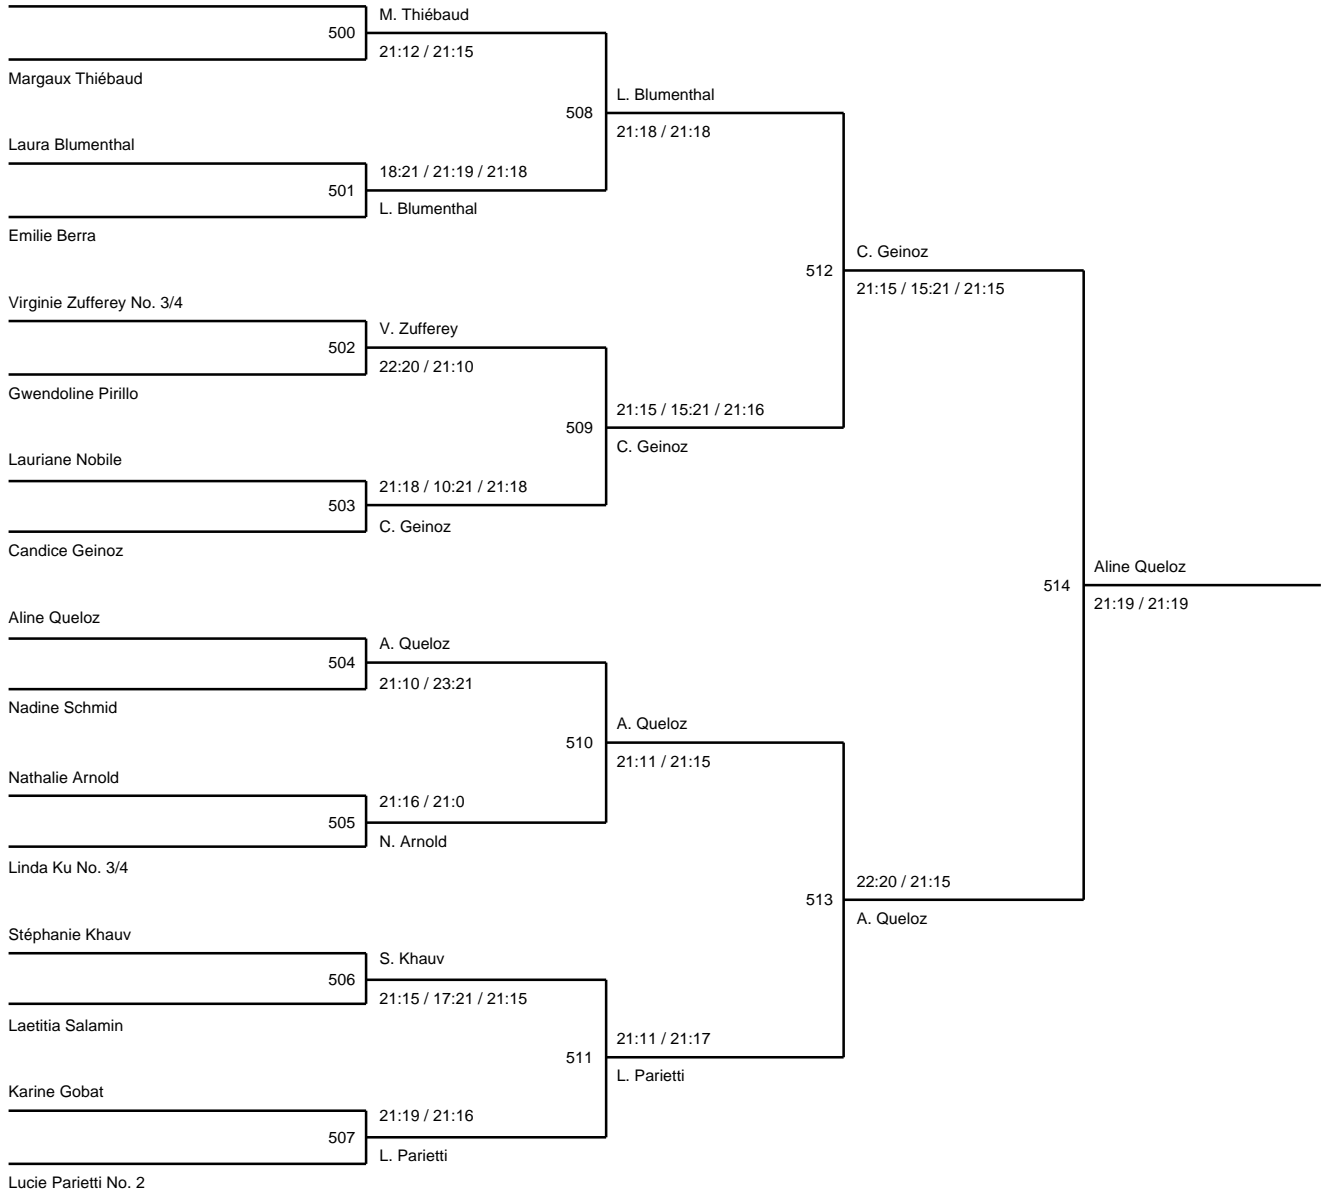 M. Thiébaud
500
21:12 / 21:15
Margaux Thiébaud
L. Blumenthal
508
21:18 / 21:18
Laura Blumenthal
18:21 / 21:19 / 21:18
501
L. Blumenthal
Emilie Berra
C. Geinoz
512
21:15 / 15:21 / 21:15
Virginie Zufferey No. 3/4
V. Zufferey
502
22:20 / 21:10
Gwendoline Pirillo
21:15 / 15:21 / 21:16
509
C. Geinoz
Lauriane Nobile
21:18 / 10:21 / 21:18
503
C. Geinoz
Candice Geinoz
Aline Queloz
514
21:19 / 21:19
Aline Queloz
A. Queloz
504
21:10 / 23:21
Nadine Schmid
A. Queloz
510
21:11 / 21:15
Nathalie Arnold
21:16 / 21:0
505
N. Arnold
Linda Ku No. 3/4
22:20 / 21:15
513
A. Queloz
Stéphanie Khauv
S. Khauv
506
21:15 / 17:21 / 21:15
Laetitia Salamin
21:11 / 21:17
511
L. Parietti
Karine Gobat
21:19 / 21:16
507
L. Parietti
Lucie Parietti No. 2